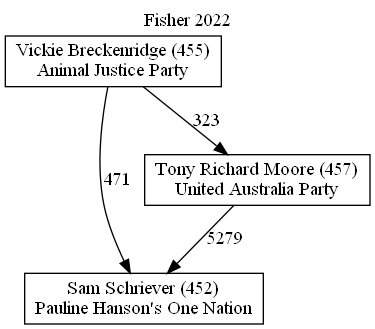 Fisher 2022
Vickie Breckenridge (455)
Animal Justice Party
323
Tony Richard Moore (457)
United Australia Party
471
5279
Sam Schriever (452)
Pauline Hanson's One Nation